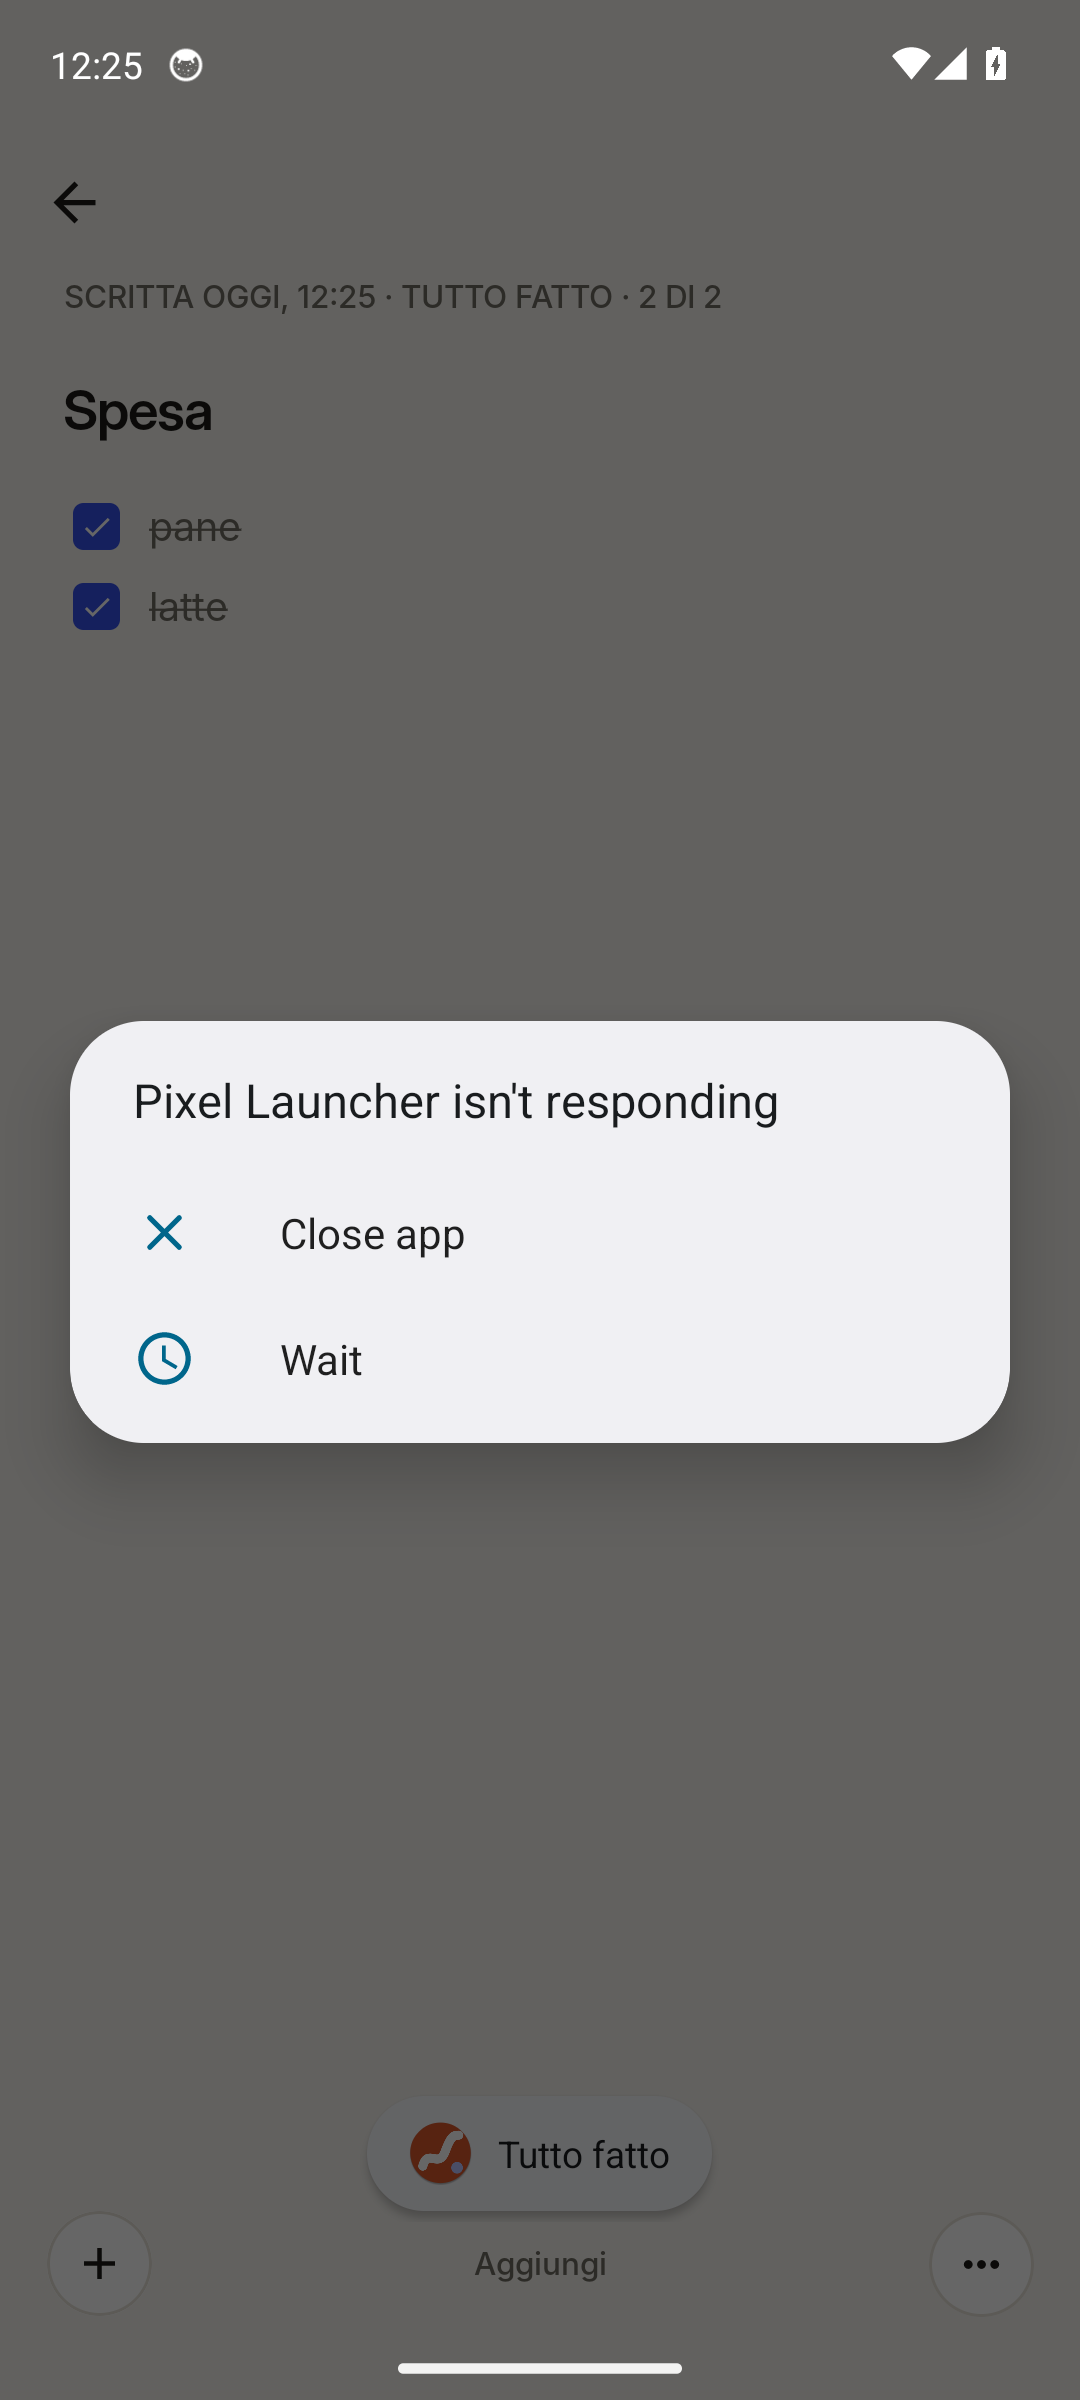 12:25
SCRITTA OGGI, 12:25 · TUTTO FATTO · 2 DI 2
Spesa
pane
latte
Pixel Launcher isn't responding
Close app
Wait
Tutto fatto
Aggiungi